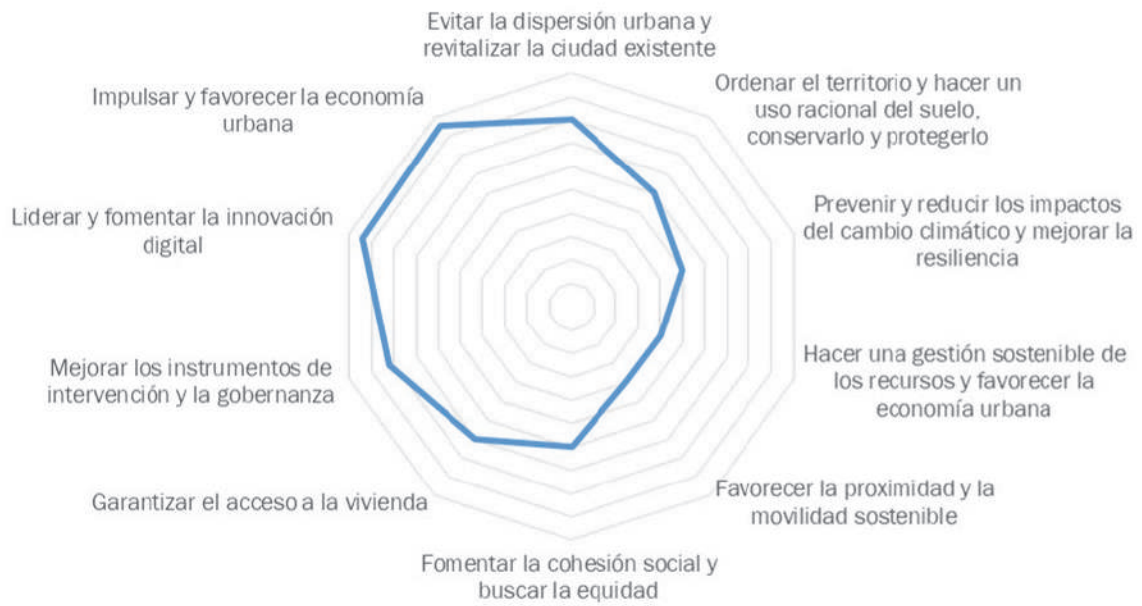 Evitar la dispersión urbana y
revitalizar la ciudad existente
Ordenar el territorio y hacer un
uso racional del suelo,
conservarlo y protegerlo
Prevenir y reducir los impactos
del cambio climático y mejorar la
resiliencia
Hacer una gestión sostenible de
los recursos y favorecer la
economía urbana
Favorecer la proximidad y la
movilidad sostenible
Fomentar la cohesión social y
buscar la equidad
Garantizar el acceso a la vivienda
Mejorar los instrumentos de
intervención y la gobernanza
Liderar y fomentar la innovación
digital
Impulsar y favorecer la economía
urbana